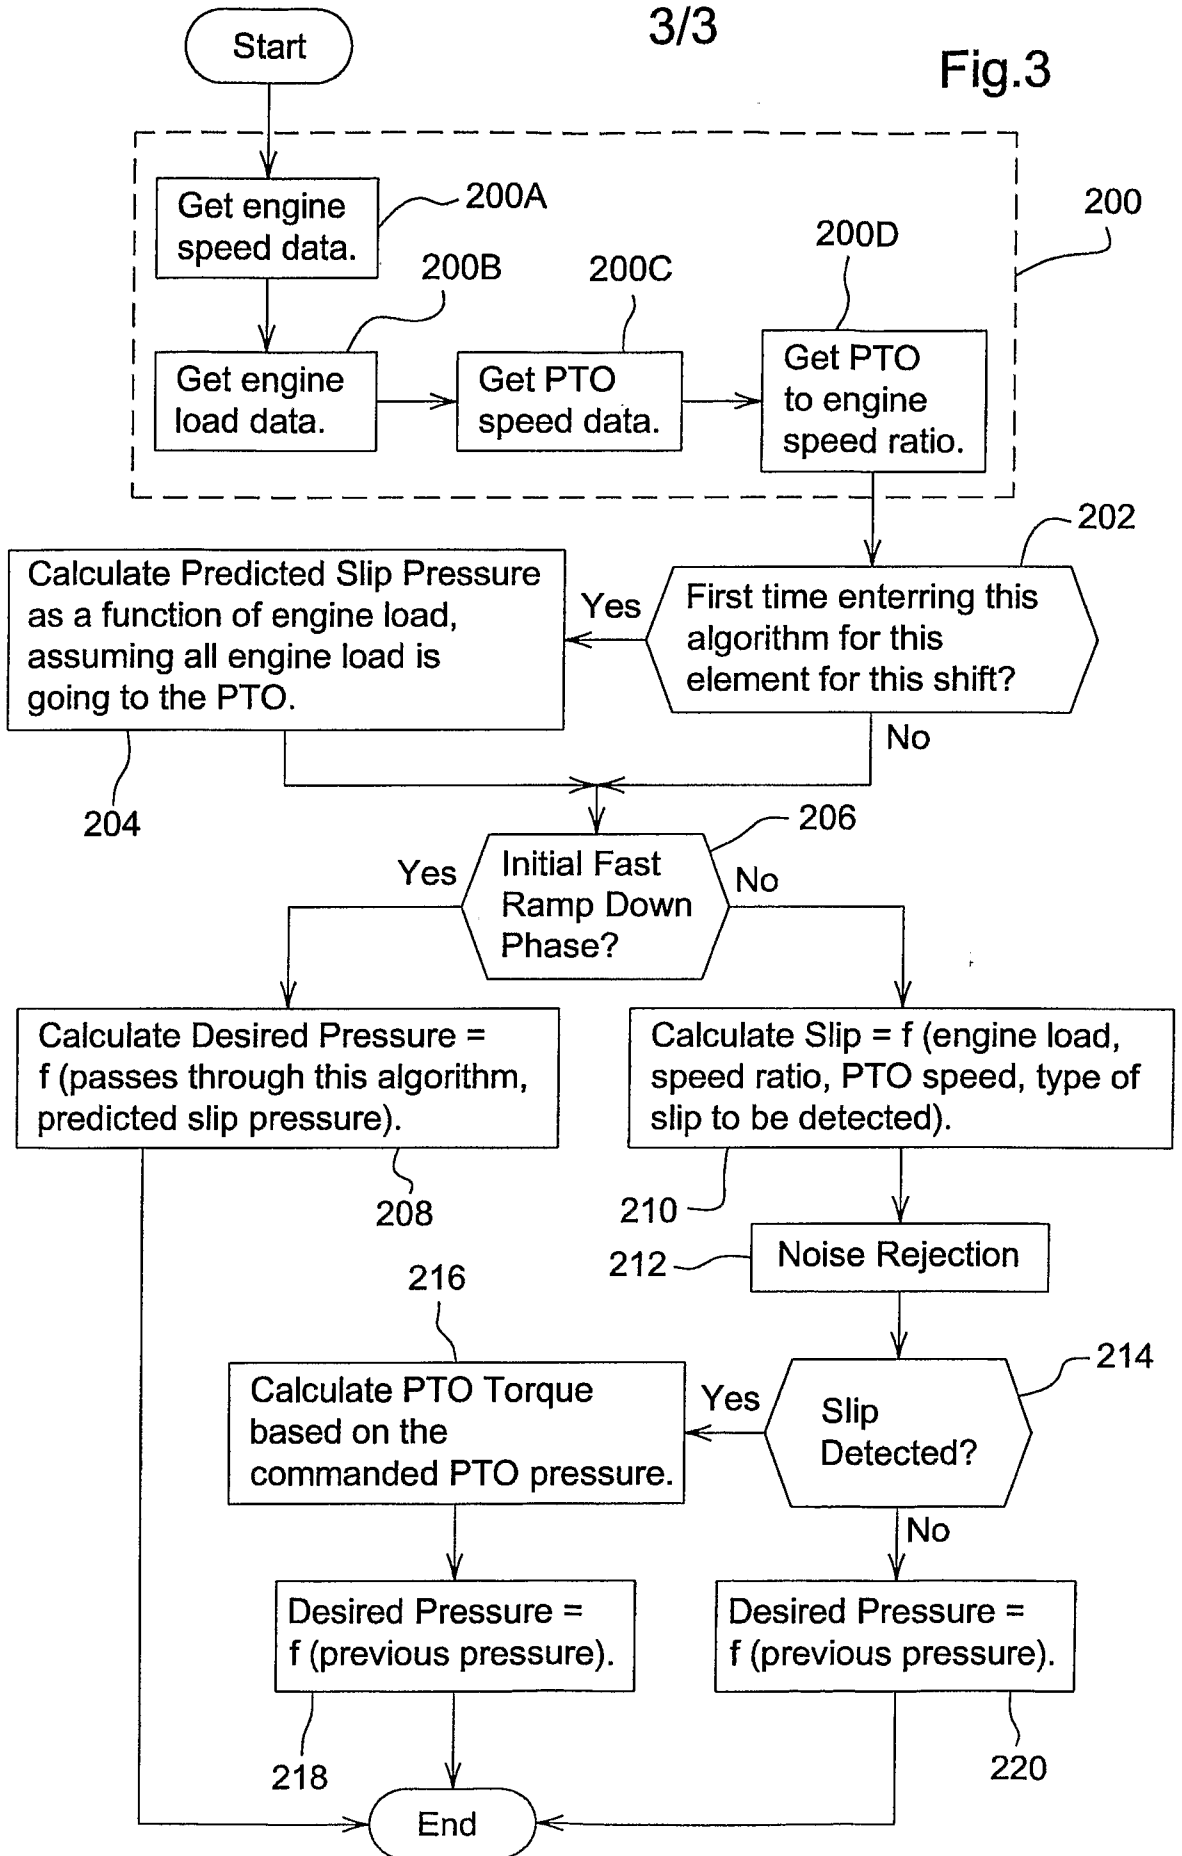 3/3
Fig.3
Start
200A
Get engine
speed data.
200
200D
200B
200C
Get engine
load data.
Get PTO
speed data.
Get PTO
to engine
speed ratio.
202
Calculate Predicted Slip Pressure
as a function of engine load,
assuming all engine load is
going to the PTO.
Yes
First time enterring this
algorithm for this
element for this shift?
No
204
206
Yes
Initial Fast
Ramp Down
Phase?
No
Calculate Desired Pressure =
f (passes through this algorithm,
predicted slip pressure).
Calculate Slip = f (engine load,
speed ratio, PTO speed, type of
slip to be detected).
208
210
212
Noise Rejection
216
214
Calculate PTO Torque
based on the
commanded PTO pressure.
Yes
Slip
Detected?
No
Desired Pressure =
f (previous pressure).
Desired Pressure =
f (previous pressure).
218
220
End